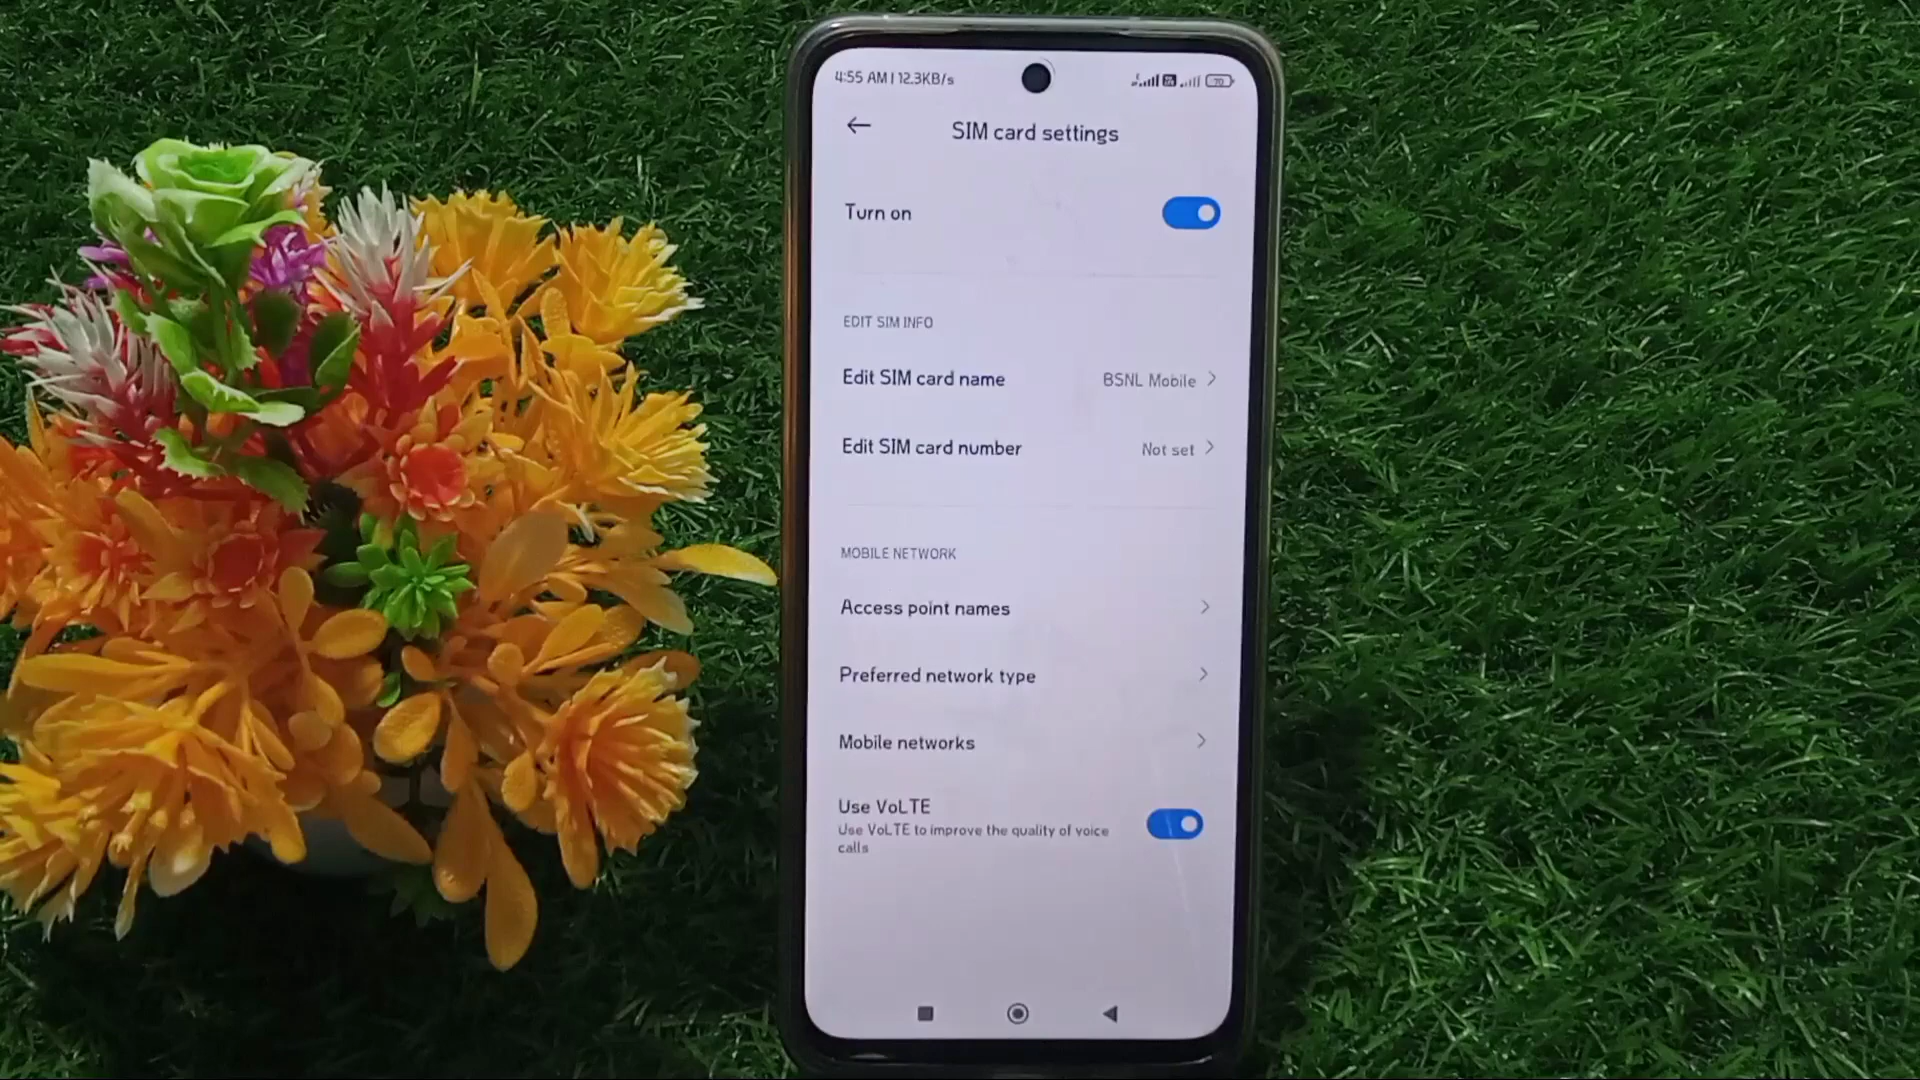 4:55 AM | 12.3KB/s
70
SIM card settings
Turn on
EDIT SIM INFO
Edit SIM card name
BSNL Mobile
Edit SIM card number
Not set
MOBILE NETWORK
Access point names
Preferred network type
Mobile networks
Use VoLTE
Use VoLTE to improve the quality of voice
calls